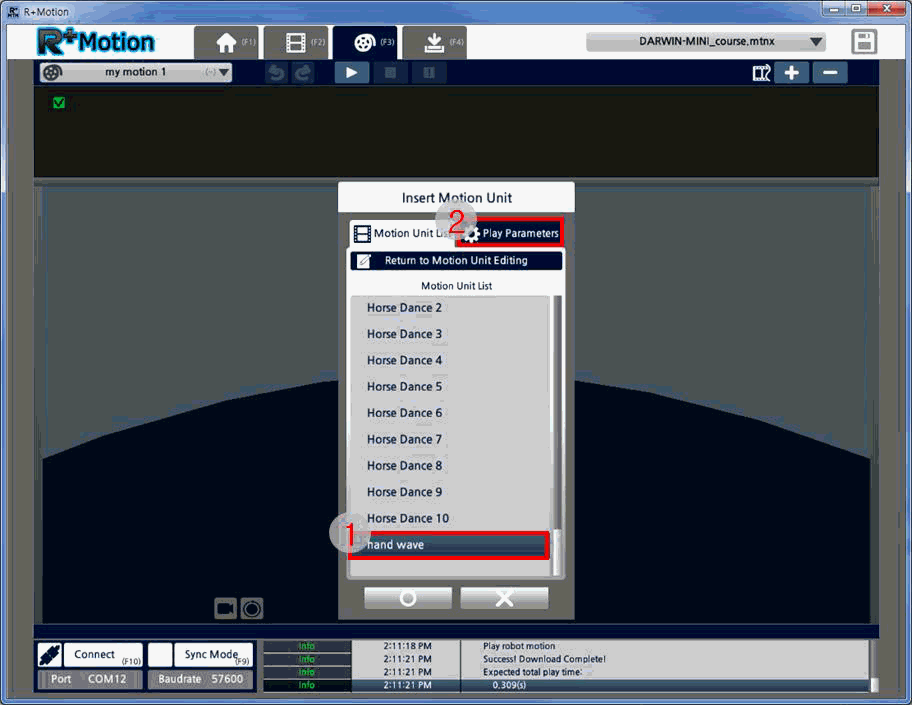 R+Motion
R+Motion
(F1)
(F2)
(F3)
(F4)
DARWIN-MINI_course.mtnx
my motion 1
(-)
Insert Motion Unit
2
Motion Unit
Play Parameters
Return to Motion Unit Editing
Motion Unit List
Horse Dance 2
Horse Dance 3
Horse Dance 4
Horse Dance 5
Horse Dance 6
Horse Dance 7
Horse Dance 8
Horse Dance 9
Horse Dance 10
1
hand wave
Connect (F10)
Sync Mode (F9)
Port COM12
Baudrate 57600
Info 2:11:18 PM Play robot motion
Info 2:11:21 PM Success! Download Complete!
Info 2:11:21 PM Expected total play time:
Info 2:11:21 PM 0.309(s)